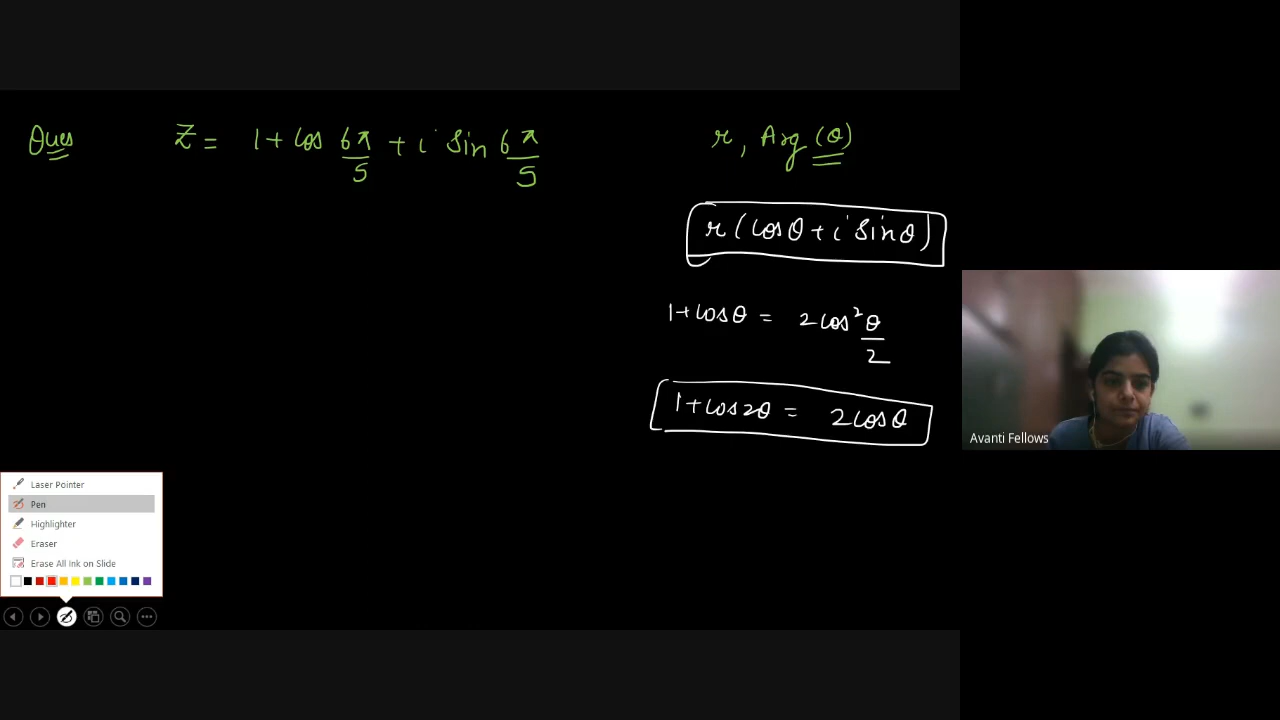 Ques Z = 1 + cos 6π/5 + i sin 6π/5
r, Arg (θ)
r (cosθ + i sinθ)
1 + cosθ = 2cos² θ/2
1 + cos2θ = 2cosθ
Avanti Fellows
Laser Pointer
Pen
Highlighter
Eraser
Erase All Ink on Slide